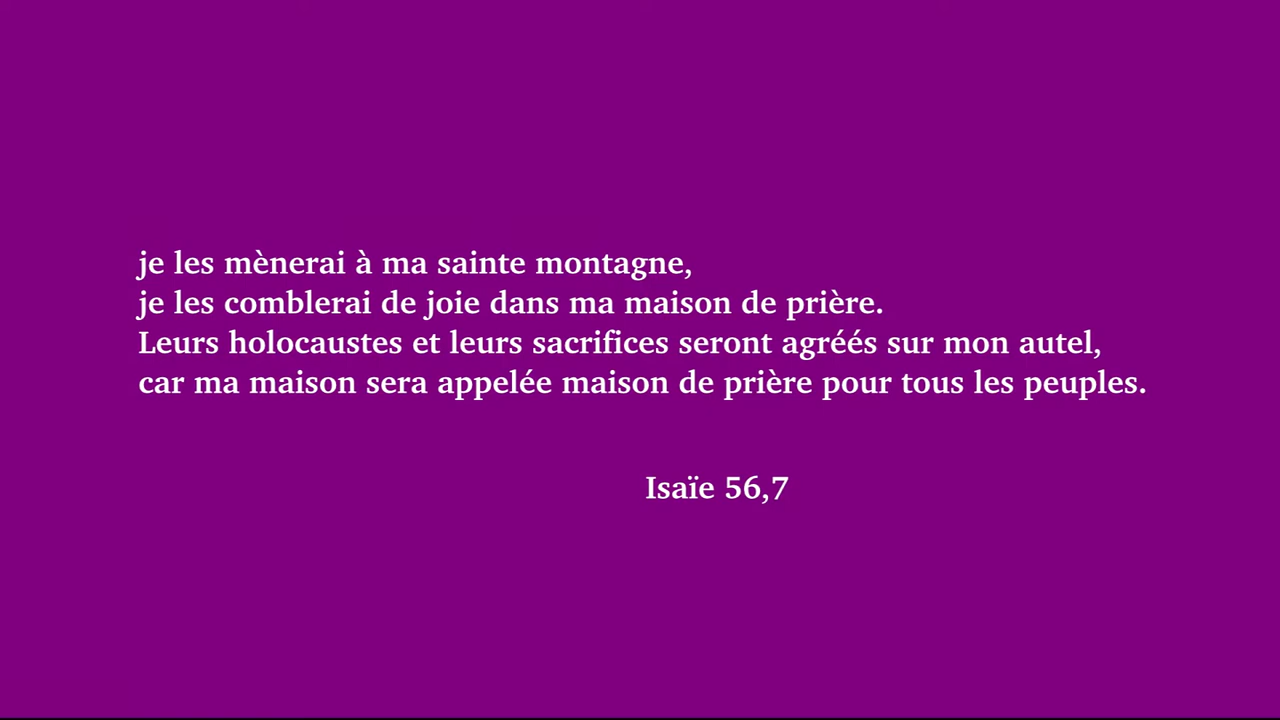 je les mènerai à ma sainte montagne,
je les comblerai de joie dans ma maison de prière.
Leurs holocaustes et leurs sacrifices seront agréés sur mon autel,
car ma maison sera appelée maison de prière pour tous les peuples.
Isaïe 56,7